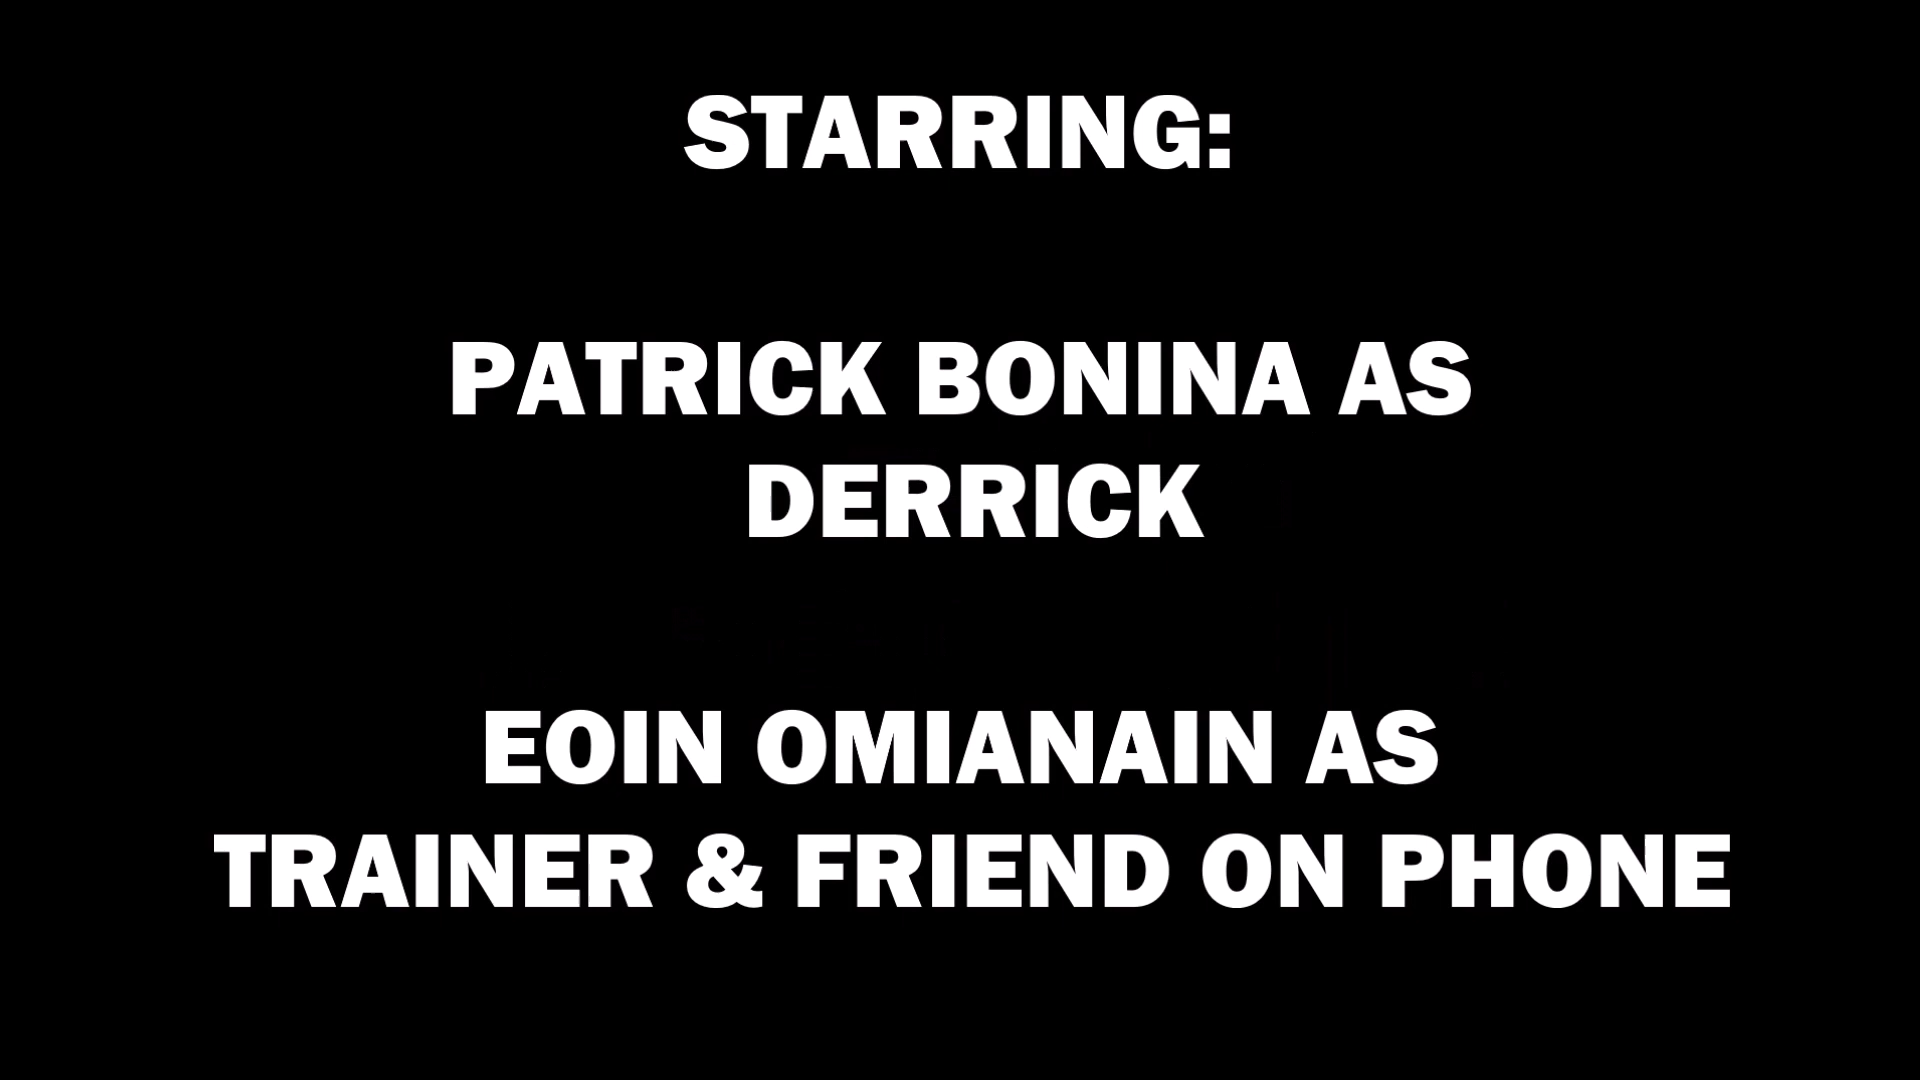 STARRING:
PATRICK BONINA AS
DERRICK
EOIN OMIANAIN AS
TRAINER & FRIEND ON PHONE